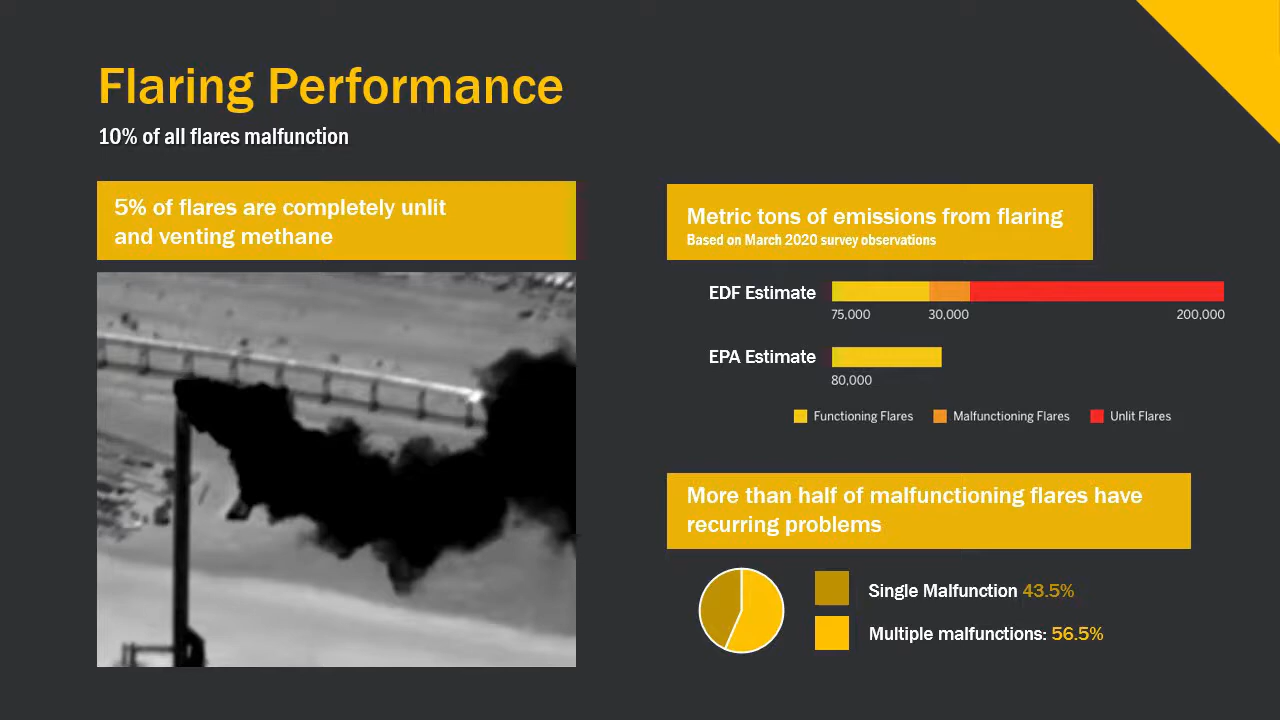 Flaring Performance
10% of all flares malfunction
5% of flares are completely unlit
and venting methane
Metric tons of emissions from flaring
Based on March 2020 survey observations
EDF Estimate
75,000 30,000 200,000
EPA Estimate
80,000
Functioning Flares Malfunctioning Flares Unlit Flares
More than half of malfunctioning flares have
recurring problems
Single Malfunction 43.5%
Multiple malfunctions: 56.5%